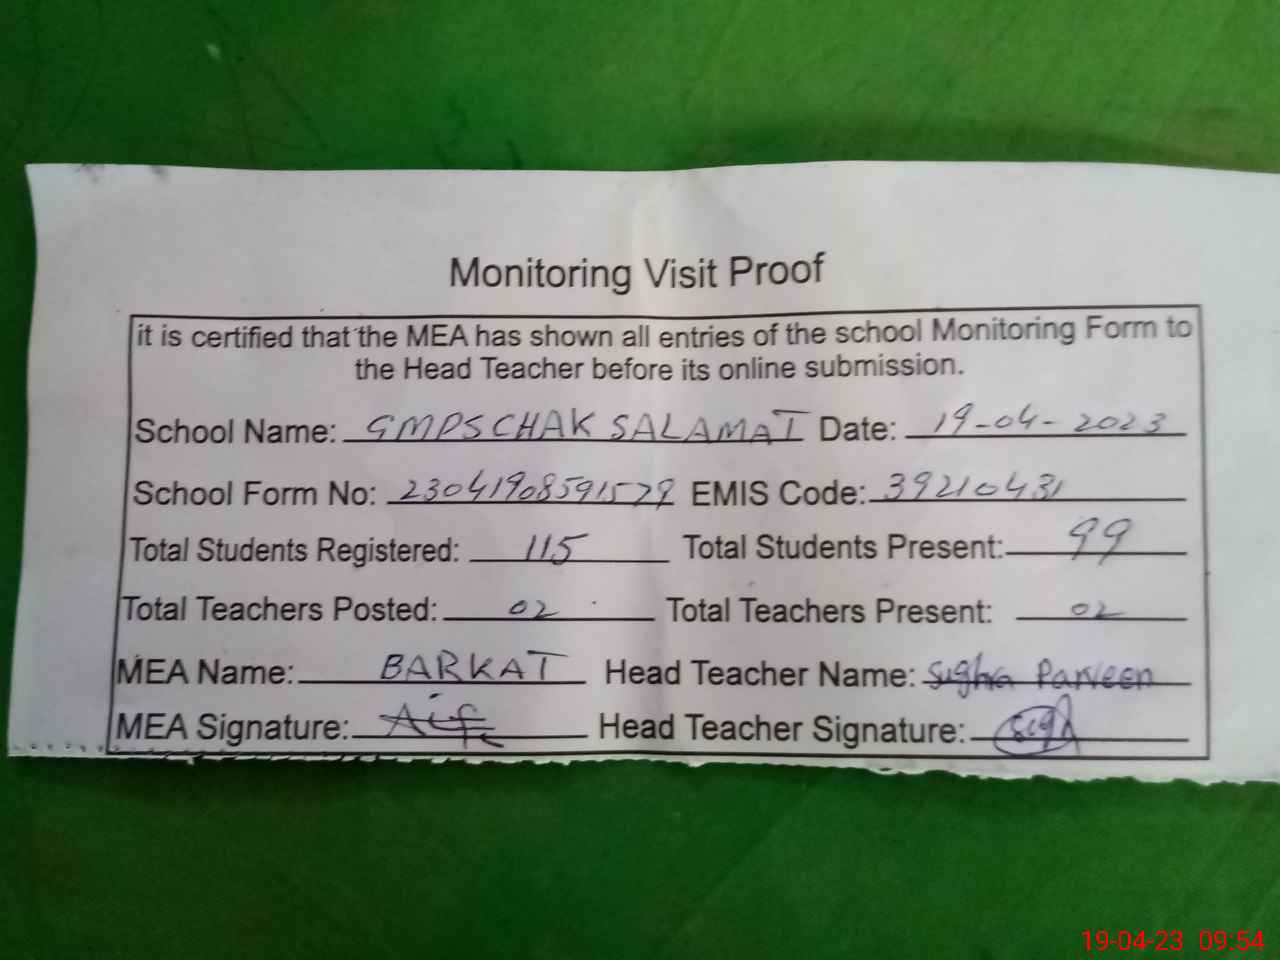 Monitoring Visit Proof
it is certified that the MEA has shown all entries of the school Monitoring Form to
the Head Teacher before its online submission.
School Name: GMPS CHAK SALAMAT Date: 19-04-2023
School Form No: 23041908591579 EMIS Code: 39210431
Total Students Registered: 115 Total Students Present: 99
Total Teachers Posted: 02 Total Teachers Present: 02
MEA Name: BARKAT Head Teacher Name: Sughra Parveen
MEA Signature: Head Teacher Signature:
19-04-23 09:54